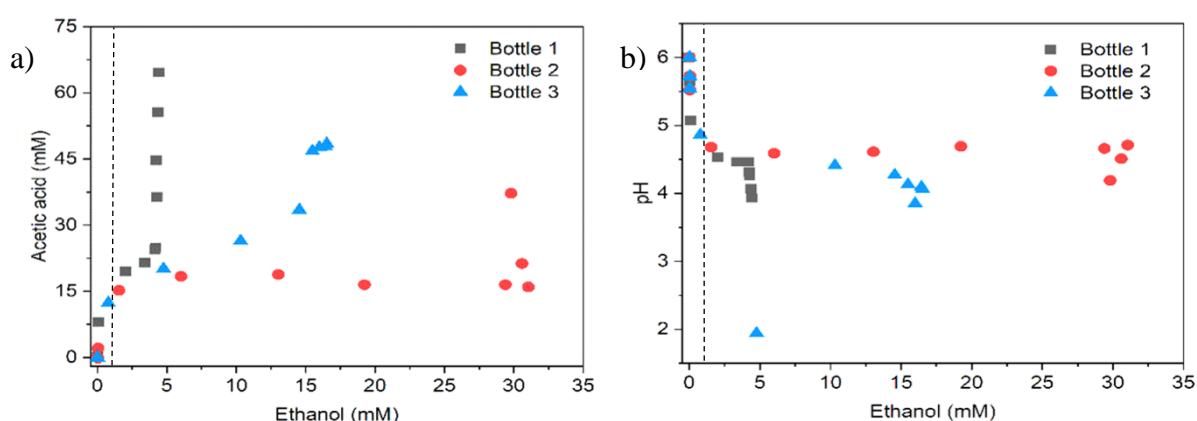 a)
Acetic acid (mM)
75
60
45
30
15
0
Bottle 1
Bottle 2
Bottle 3
0 5 10 15 20 25 30 35
Ethanol (mM)
b)
pH
6
5
4
3
2
Bottle 1
Bottle 2
Bottle 3
0 5 10 15 20 25 30 35
Ethanol (mM)